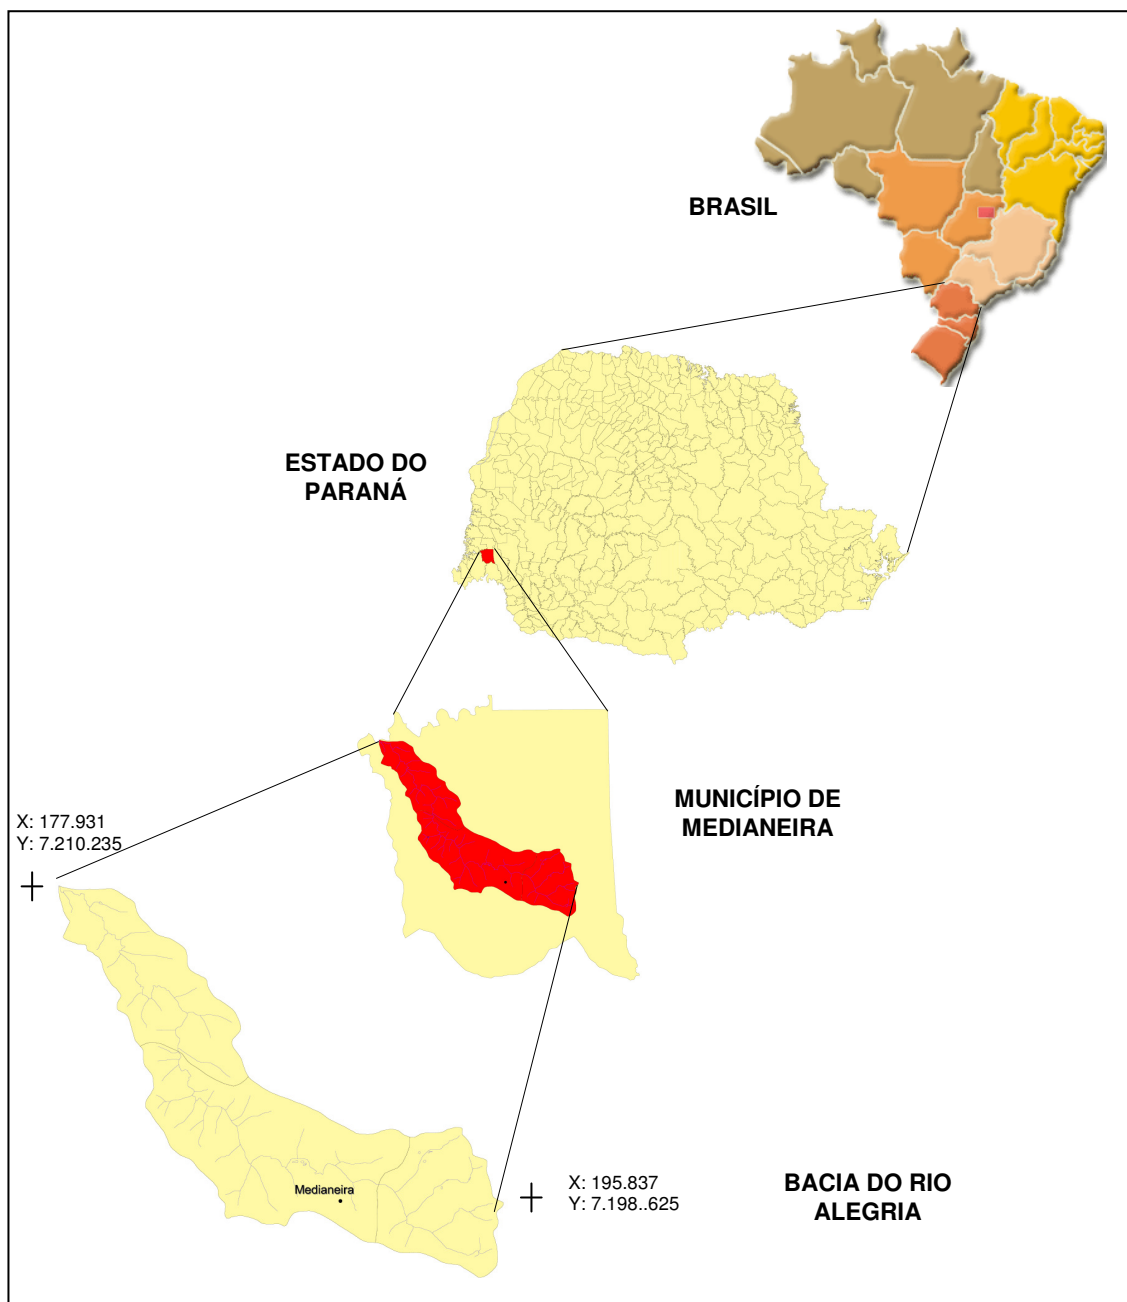 BRASIL
ESTADO DO
PARANÁ
MUNICÍPIO DE
MEDIANEIRA
X: 177.931
Y: 7.210.235
Medianeira
X: 195.837
Y: 7.198..625
BACIA DO RIO
ALEGRIA